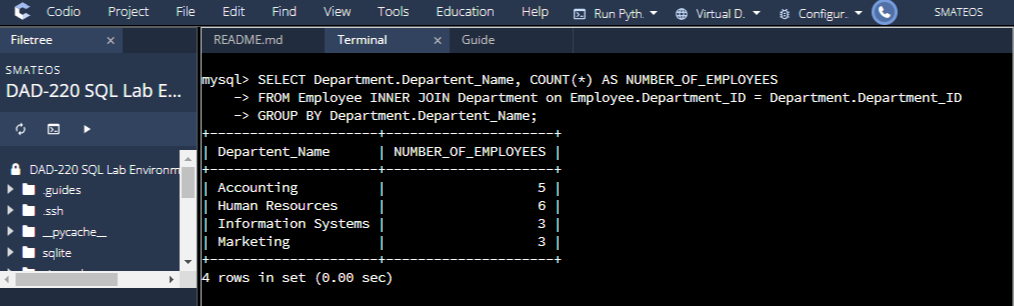 Codio Project File Edit Find View Tools Education Help Run Pyth. Virtual D. Configur. SMATEOS
Filetree × README.md Terminal × Guide
SMATEOS
DAD-220 SQL Lab E...
DAD-220 SQL Lab Environm
.guides
.ssh
__pycache__
sqlite
mysql> SELECT Department.Departent_Name, COUNT(*) AS NUMBER_OF_EMPLOYEES
-> FROM Employee INNER JOIN Department on Employee.Department_ID = Department.Department_ID
-> GROUP BY Department.Departent_Name;
+---------------------+---------------------+
| Departent_Name | NUMBER_OF_EMPLOYEES |
+---------------------+---------------------+
| Accounting | 5 |
| Human Resources | 6 |
| Information Systems | 3 |
| Marketing | 3 |
+---------------------+---------------------+
4 rows in set (0.00 sec)